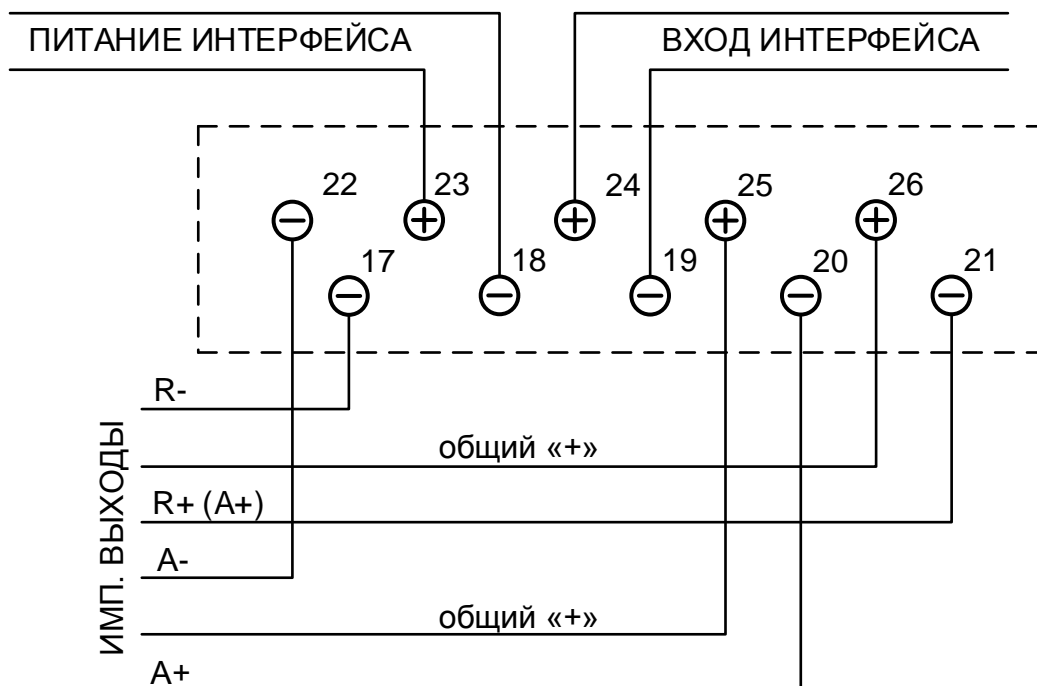 ПИТАНИЕ ИНТЕРФЕЙСА
ВХОД ИНТЕРФЕЙСА
22
23
24
25
26
17
18
19
20
21
ИМП. ВЫХОДЫ
R-
общий «+»
R+ (A+)
A-
общий «+»
A+